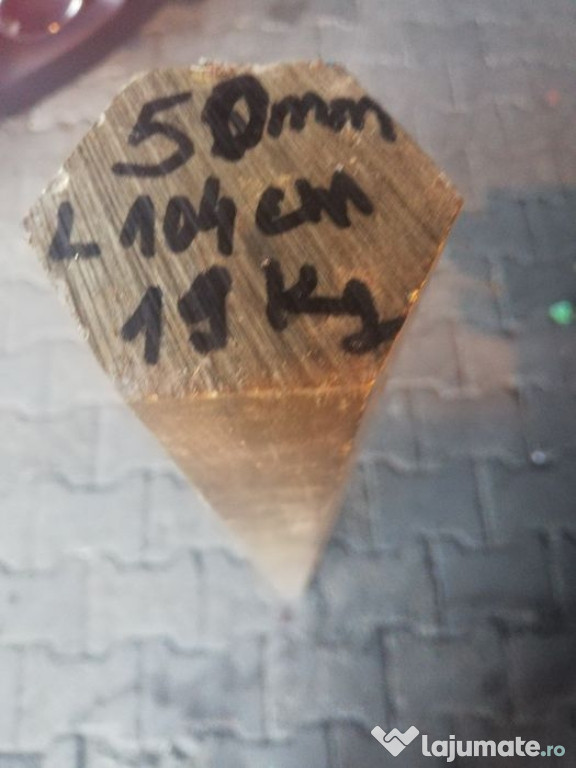 50mm
L 104 cm
19 Kg
lajumate.ro